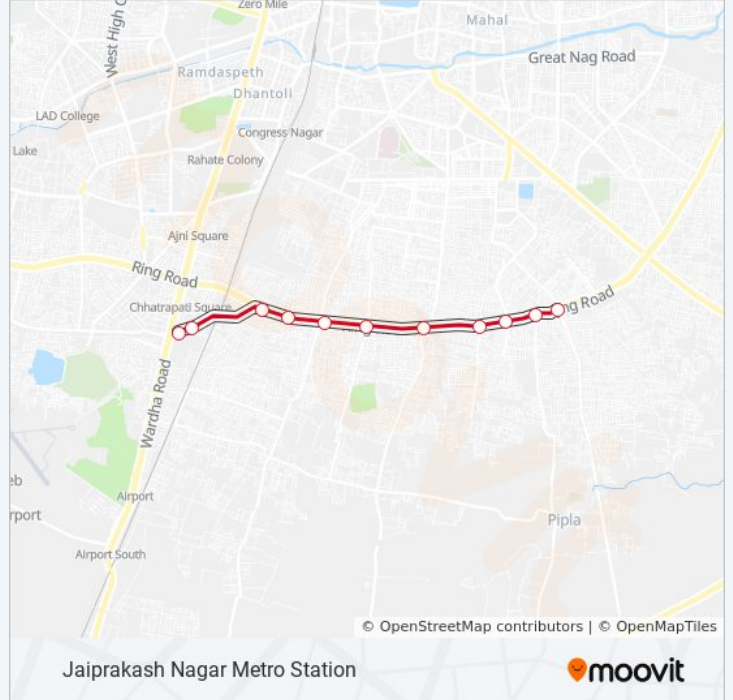 Zero Mile
Mahal
West High C
Great Nag Road
Ramdaspeth
Dhantoli
LAD College
Congress Nagar
Lake
Rahate Colony
Ajni Square
Ring Road
Chhatrapati Square
ng Road
Wardha Road
eb
Airport
rport
Pipla
Airport South
© OpenStreetMap contributors | © OpenMapTiles
Jaiprakash Nagar Metro Station
moovit